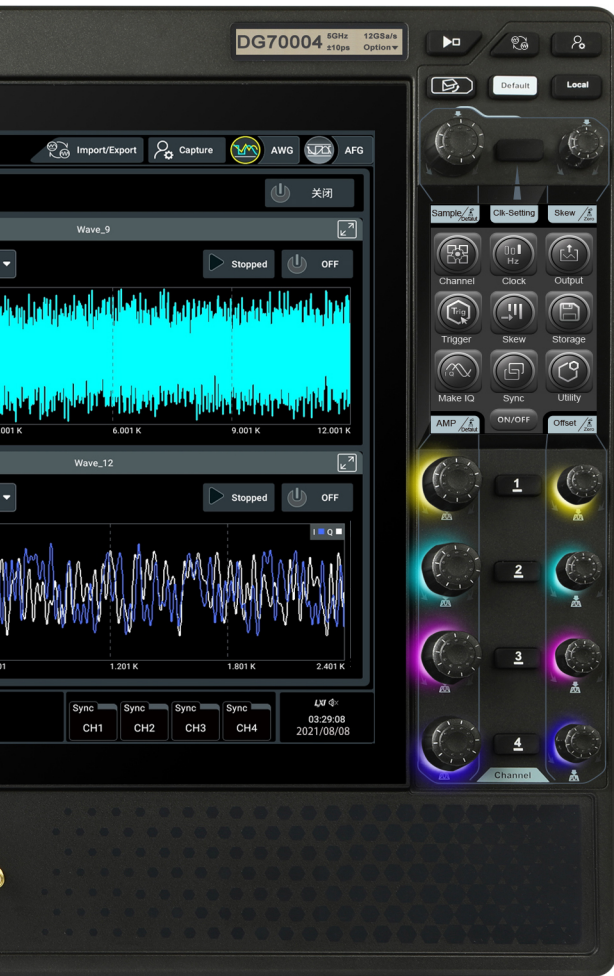 DG70004 5GHz 12GSa/s
±10ps Option▼
Default Local
Import/Export Capture AWG AFG
关闭
Sample/Default Clk-Setting Skew/Zero
Wave_9
Stopped OFF
Channel Clock Output
Trig
Hz
Trigger Skew Storage
Make IQ Sync Utility
ON/OFF
AMP/Default Offset/Zero
001 K 6.001 K 9.001 K 12.001 K
Wave_12
Stopped OFF
1
I Q
2
3
01 1.201 K 1.801 K 2.401 K
Sync Sync Sync Sync
CH1 CH2 CH3 CH4
LXI
03:29:08
2021/08/08
4
Channel